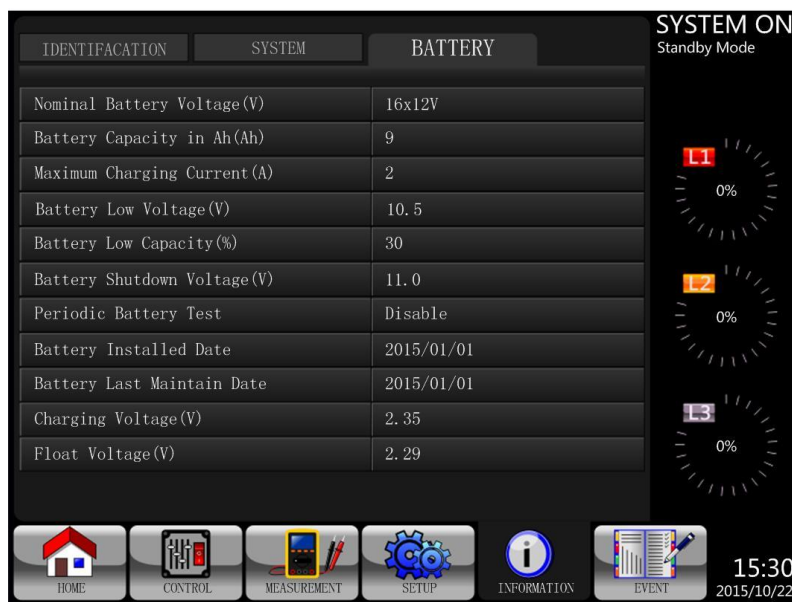 SYSTEM ON
Standby Mode
IDENTIFACATION SYSTEM BATTERY
Nominal Battery Voltage(V) 16x12V
Battery Capacity in Ah(Ah) 9
Maximum Charging Current(A) 2
Battery Low Voltage(V) 10.5
Battery Low Capacity(%) 30
Battery Shutdown Voltage(V) 11.0
Periodic Battery Test Disable
Battery Installed Date 2015/01/01
Battery Last Maintain Date 2015/01/01
Charging Voltage(V) 2.35
Float Voltage(V) 2.29
L1
0%
L2
0%
L3
0%
HOME CONTROL MEASUREMENT SETUP INFORMATION EVENT
15:30
2015/10/22